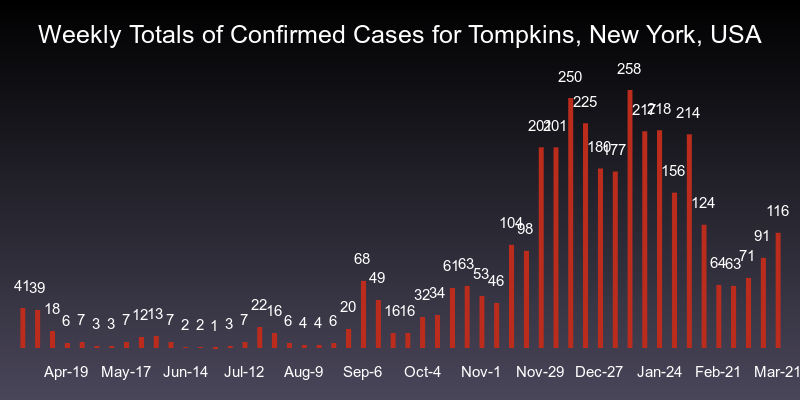 Weekly Totals of Confirmed Cases for Tompkins, New York, USA
41 39 18 6 7 3 3 7 12 13 7 2 2 1 3 7 22 16 6 4 4 6 20 68 49 16 16 32 34 61 63 53 46 104 98 201 201 250 225 180 177 258 217 218 156 214 124 64 63 71 91 116
Apr-19 May-17 Jun-14 Jul-12 Aug-9 Sep-6 Oct-4 Nov-1 Nov-29 Dec-27 Jan-24 Feb-21 Mar-21